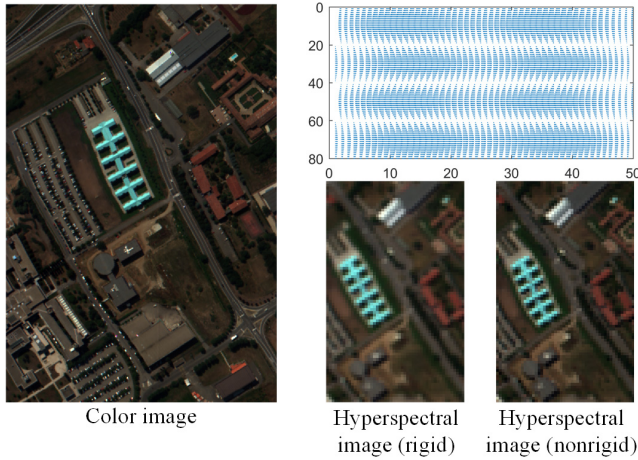 0
20
40
60
80
0 10 20 30 40 50
Color image
Hyperspectral
image (rigid)
Hyperspectral
image (nonrigid)